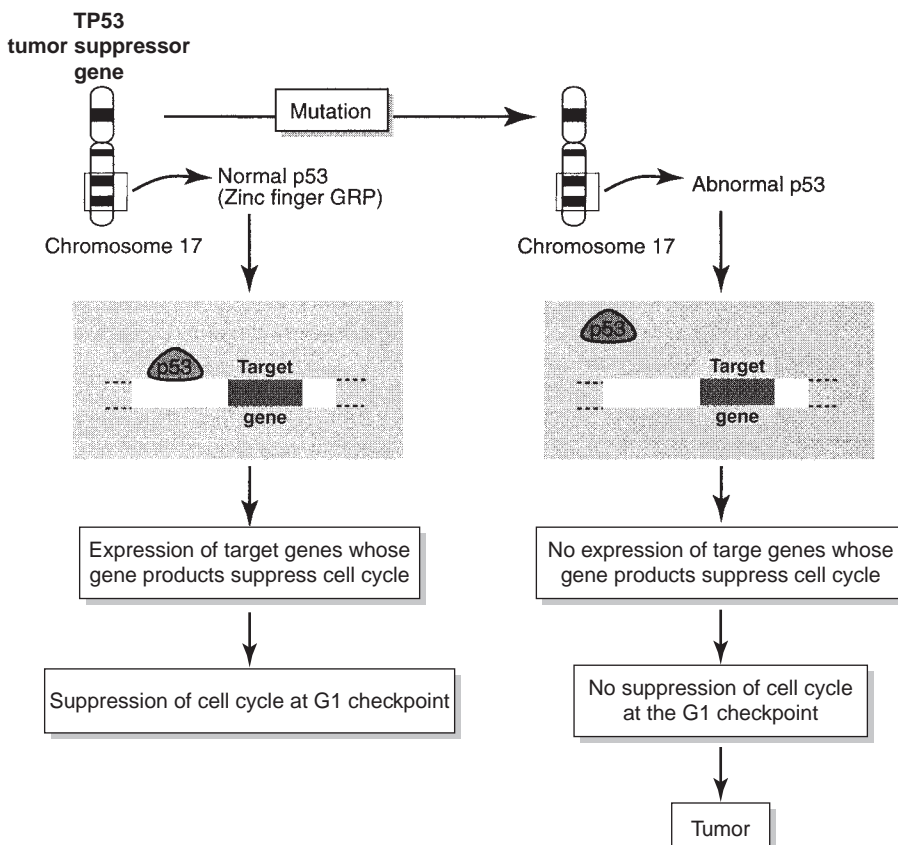 TP53
tumor suppressor
gene
Mutation
Normal p53
(Zinc finger GRP)
Chromosome 17
Abnormal p53
Chromosome 17
p53
Target
gene
p53
Target
gene
Expression of target genes whose
gene products suppress cell cycle
No expression of targe genes whose
gene products suppress cell cycle
Suppression of cell cycle at G1 checkpoint
No suppression of cell cycle
at the G1 checkpoint
Tumor